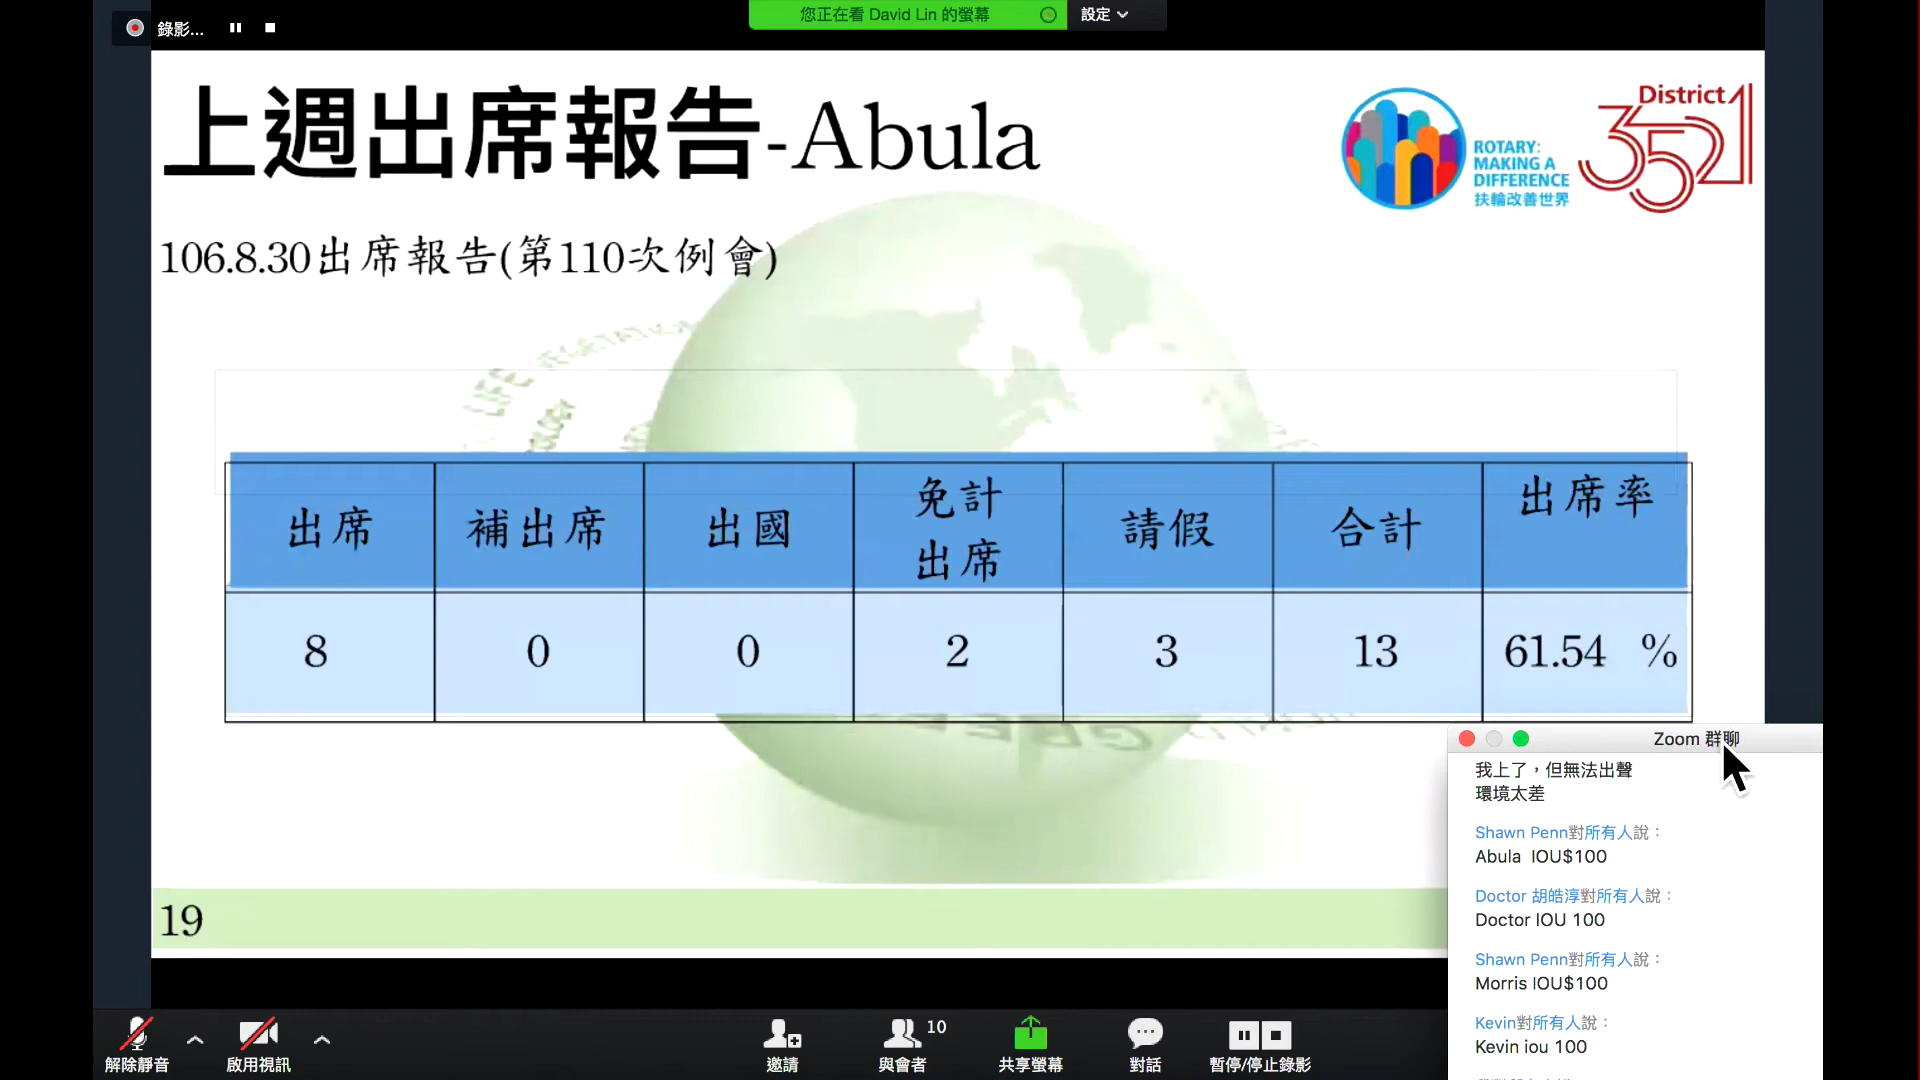 錄影...
您正在看 David Lin 的螢幕
設定
上週出席報告-Abula
District
3521
ROTARY:
MAKING A
DIFFERENCE
扶輪改善世界
106.8.30出席報告(第110次例會)
LIFE
出席 補出席 出國 免計出席 請假 合計 出席率
8 0 0 2 3 13 61.54 %
19
Zoom 群聊
我上了，但無法出聲
環境太差
Shawn Penn對所有人說：
Abula IOU$100
Doctor 胡皓淳對所有人說：
Doctor IOU 100
Shawn Penn對所有人說：
Morris IOU$100
Kevin對所有人說：
Kevin iou 100
解除靜音
啟用視訊
邀請
10
與會者
共享螢幕
對話
暫停/停止錄影